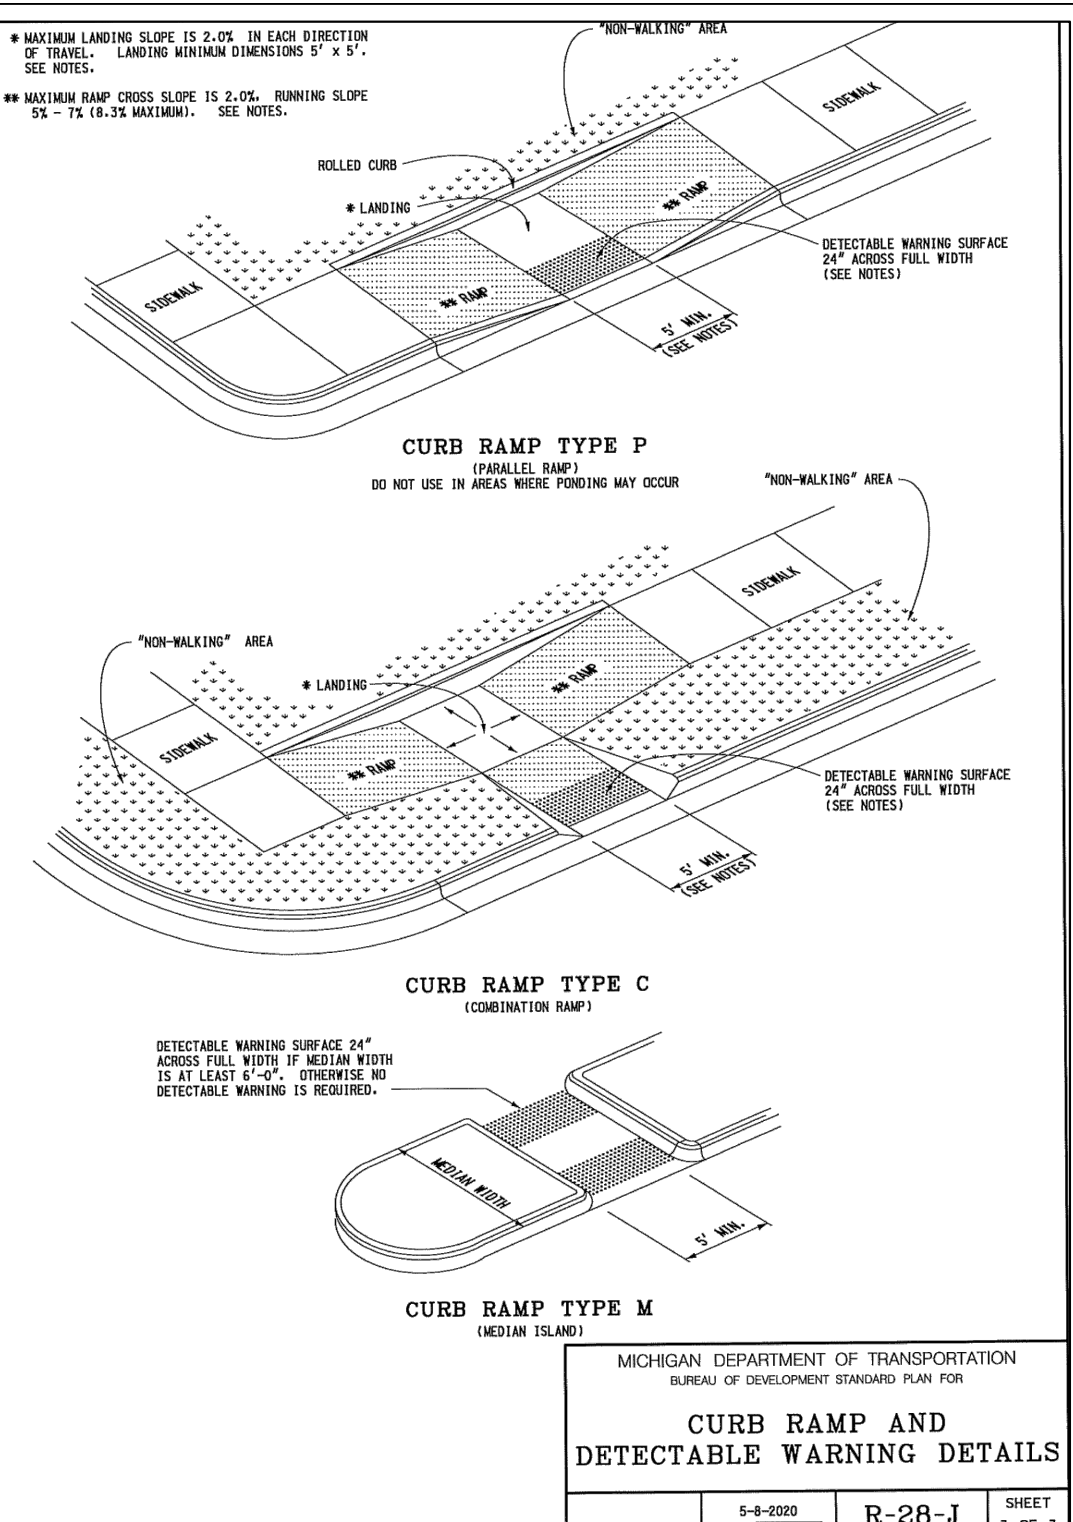 * MAXIMUM LANDING SLOPE IS 2.0% IN EACH DIRECTION
OF TRAVEL. LANDING MINIMUM DIMENSIONS 5' x 5'.
SEE NOTES.
** MAXIMUM RAMP CROSS SLOPE IS 2.0%, RUNNING SLOPE
5% - 7% (8.3% MAXIMUM). SEE NOTES.
"NON-WALKING" AREA
SIDEWALK
ROLLED CURB
* LANDING
** RAMP
DETECTABLE WARNING SURFACE
24" ACROSS FULL WIDTH
(SEE NOTES)
SIDEWALK
** RAMP
5' MIN.
(SEE NOTES)
CURB RAMP TYPE P
(PARALLEL RAMP)
DO NOT USE IN AREAS WHERE PONDING MAY OCCUR
"NON-WALKING" AREA
SIDEWALK
"NON-WALKING" AREA
* LANDING
** RAMP
SIDEWALK
** RAMP
DETECTABLE WARNING SURFACE
24" ACROSS FULL WIDTH
(SEE NOTES)
5' MIN.
(SEE NOTES)
CURB RAMP TYPE C
(COMBINATION RAMP)
DETECTABLE WARNING SURFACE 24"
ACROSS FULL WIDTH IF MEDIAN WIDTH
IS AT LEAST 6'-0". OTHERWISE NO
DETECTABLE WARNING IS REQUIRED.
MEDIAN WIDTH
5' MIN.
CURB RAMP TYPE M
(MEDIAN ISLAND)
MICHIGAN DEPARTMENT OF TRANSPORTATION
BUREAU OF DEVELOPMENT STANDARD PLAN FOR
CURB RAMP AND
DETECTABLE WARNING DETAILS
5-8-2020
R-28-J
SHEET